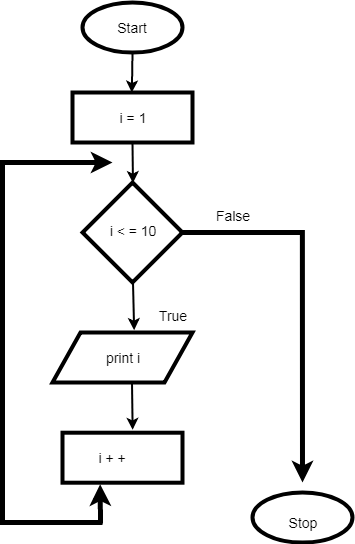 Start
i = 1
i < = 10
False
True
print i
i + +
Stop